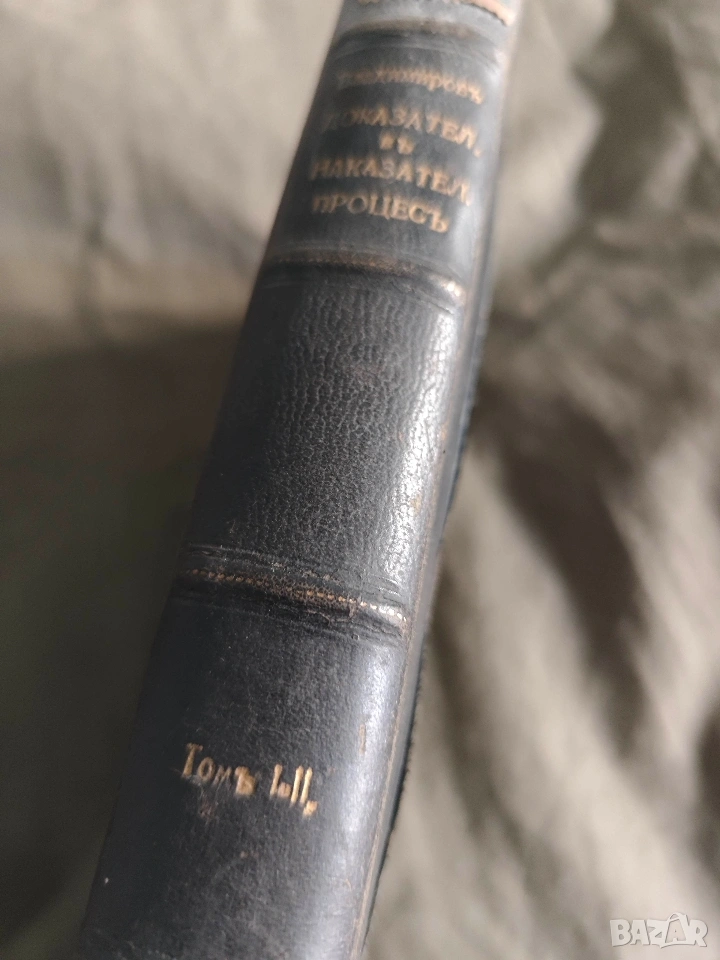 ДОКАЗАТЕЛ.
въ
НАКАЗАТЕЛ.
ПРОЦЕСЪ
Томъ I и II,
BAZAR